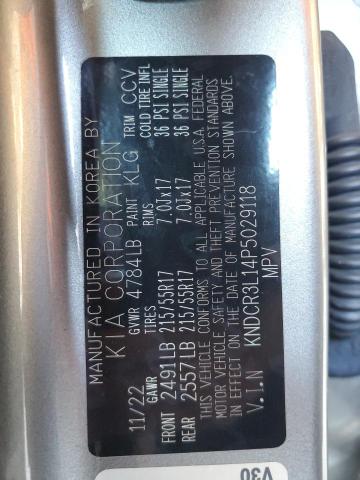 MANUFACTURED IN KOREA BY
KIA CORPORATION
11/22 GVWR 4784LB PAINT KLG TRIM CCV
GAWR TIRES RIMS COLD TIRE INFL
FRONT 2491LB 215/55R17 7.0Jx17 36 PSI SINGLE
REAR 2557LB 215/55R17 7.0Jx17 36 PSI SINGLE
THIS VEHICLE CONFORMS TO ALL APPLICABLE U.S.A. FEDERAL
MOTOR VEHICLE SAFETY AND THEFT PREVENTION STANDARDS
IN EFFECT ON THE DATE OF MANUFACTURE SHOWN ABOVE.
V.I.N KNDCR3L14P5029118
MPV
V30